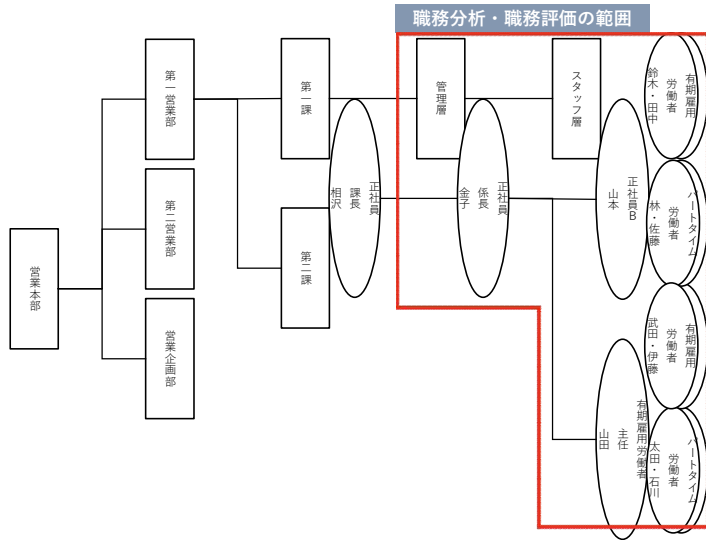 職務分析・職務評価の範囲
営業本部
第一営業部
第二営業部
営業企画部
第一課
第二課
正社員
課長
相沢
管理層
正社員
係長
金子
スタッフ層
正社員B
山本
有期雇用労働者
主任
山田
有期雇用
労働者
鈴木・田中
パートタイム
労働者
林・佐藤
有期雇用
労働者
武田・伊藤
パートタイム
労働者
太田・石川